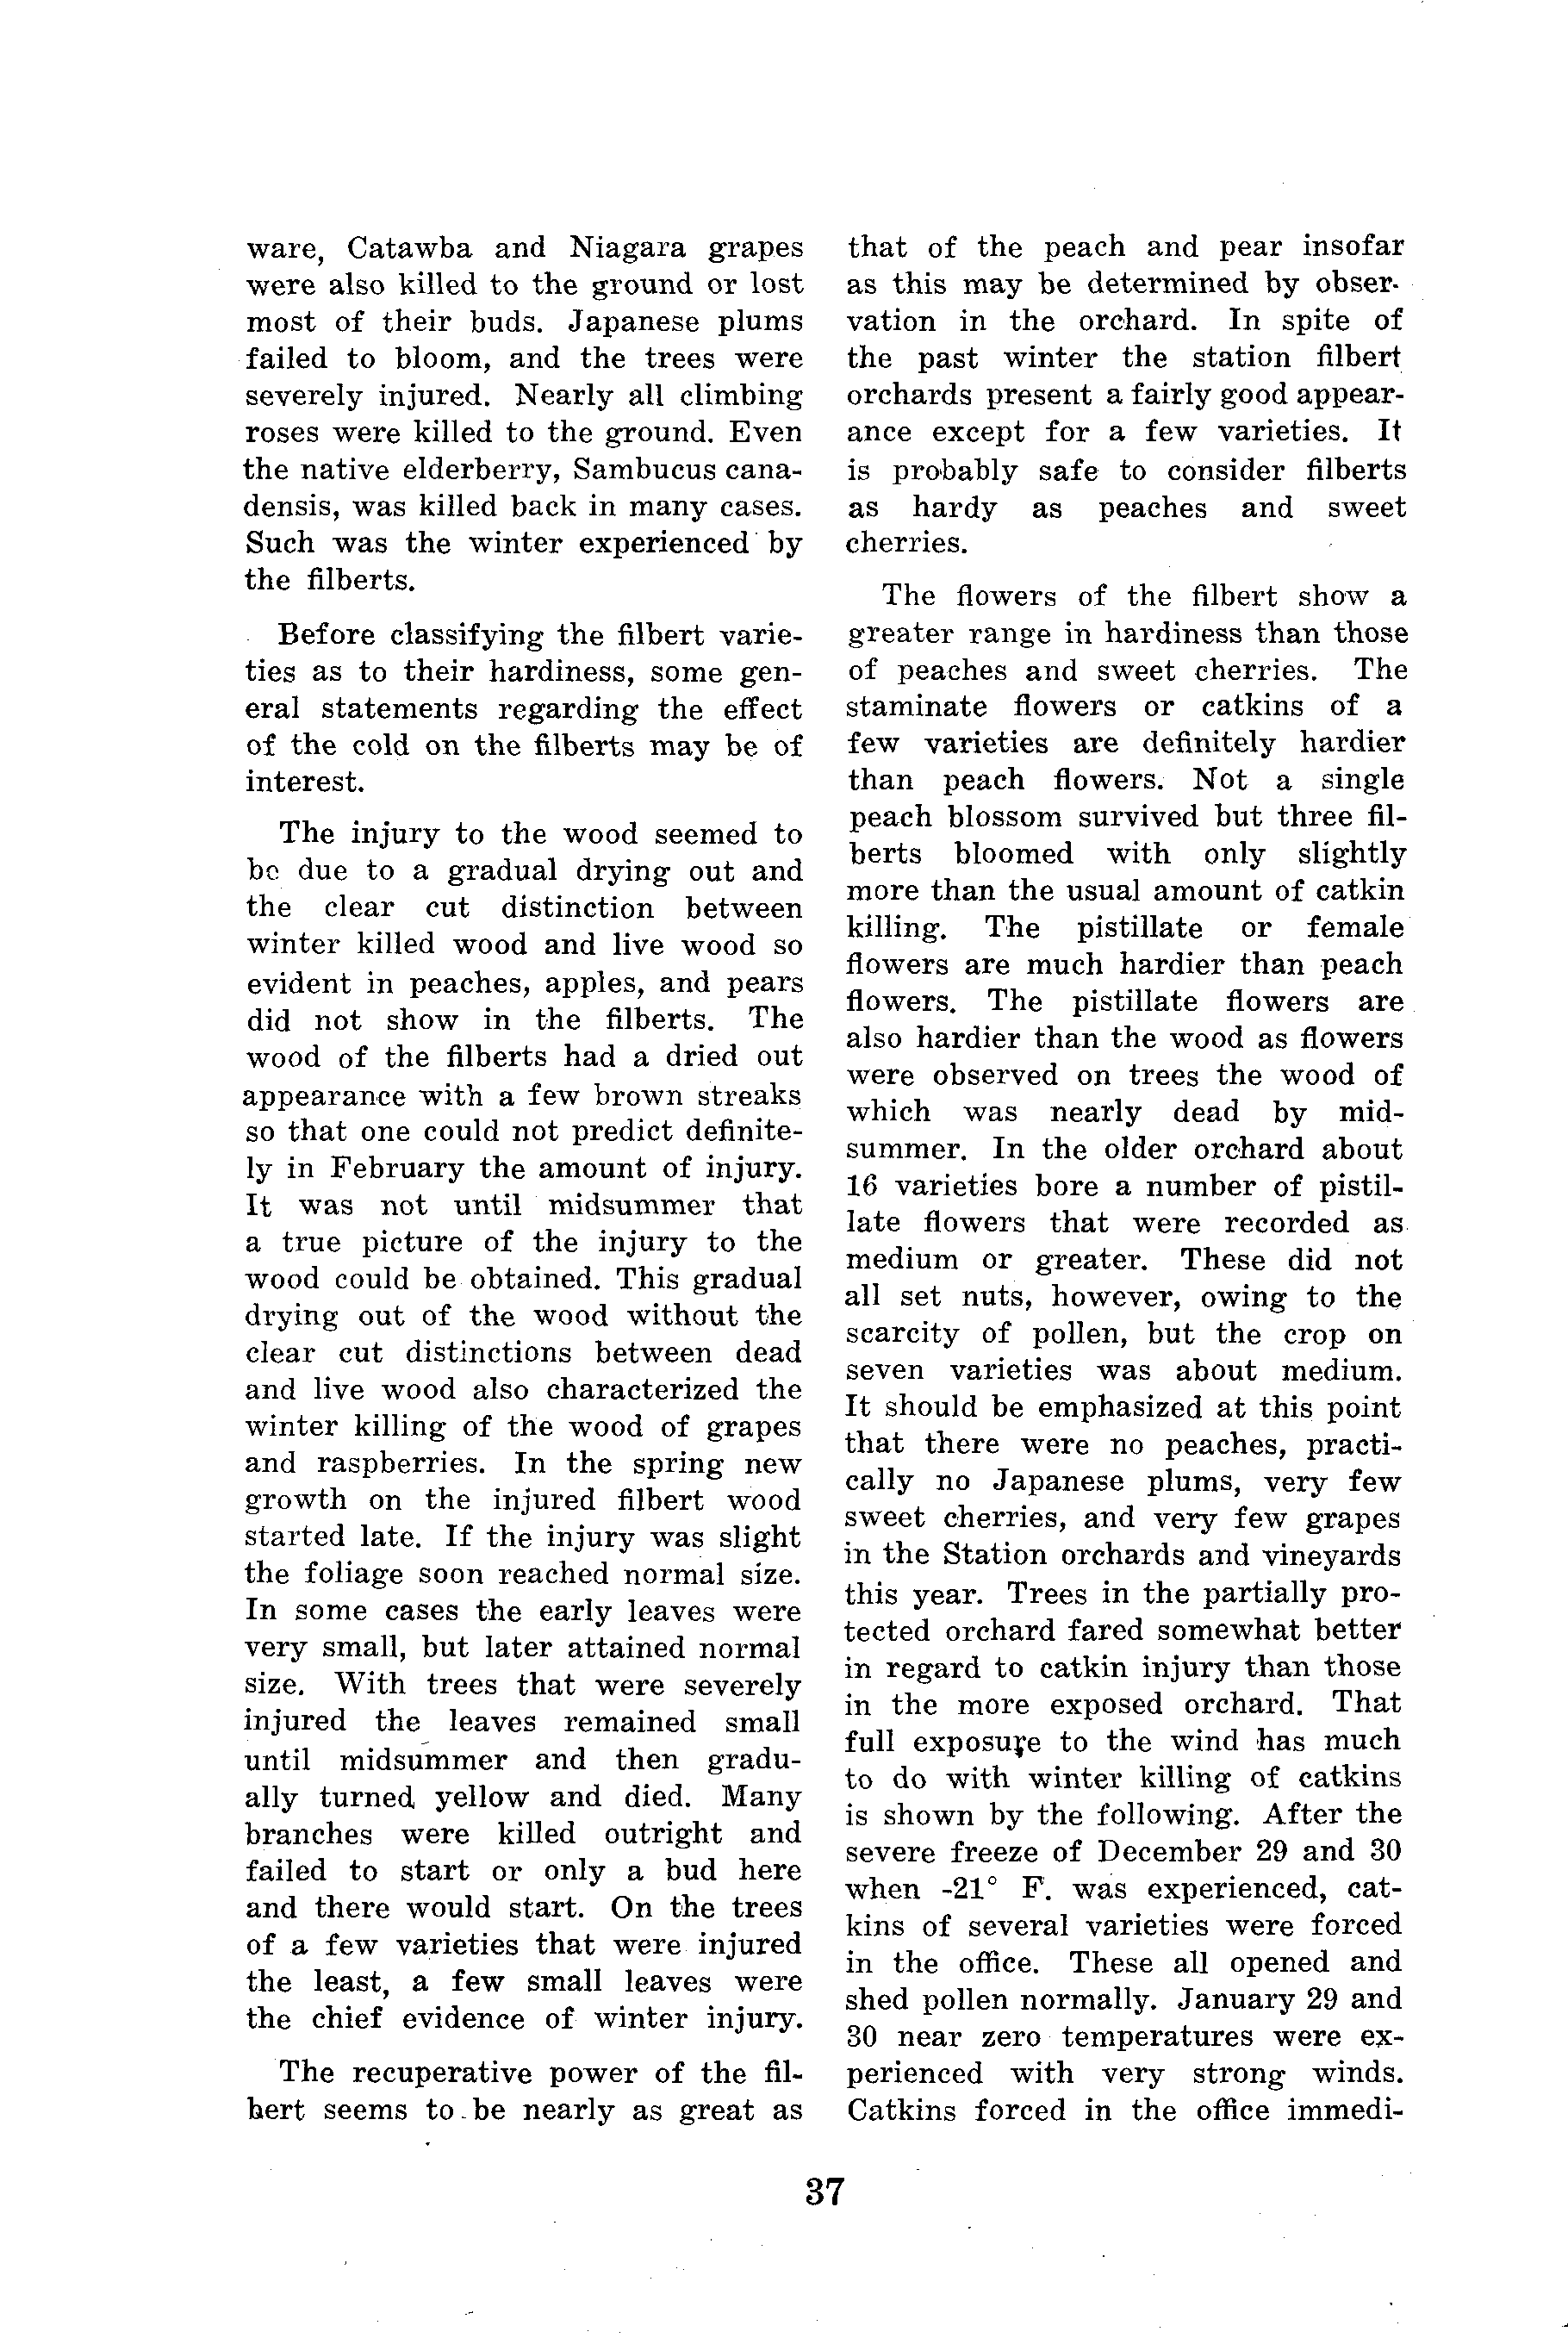 ware, Catawba and Niagara grapes
were also killed to the ground or lost
most of their buds. Japanese plums
failed to bloom, and the trees were
severely injured. Nearly all climbing
roses were killed to the ground. Even
the native elderberry, Sambucus cana-
densis, was killed back in many cases.
Such was the winter experienced by
the filberts.
Before classifying the filbert varie-
ties as to their hardiness, some gen-
eral statements regarding the effect
of the cold on the filberts may be of
interest.
The injury to the wood seemed to
be due to a gradual drying out and
the clear cut distinction between
winter killed wood and live wood so
evident in peaches, apples, and pears
did not show in the filberts. The
wood of the filberts had a dried out
appearance with a few brown streaks
so that one could not predict definite-
ly in February the amount of injury.
It was not until midsummer that
a true picture of the injury to the
wood could be obtained. This gradual
drying out of the wood without the
clear cut distinctions between dead
and live wood also characterized the
winter killing of the wood of grapes
and raspberries. In the spring new
growth on the injured filbert wood
started late. If the injury was slight
the foliage soon reached normal size.
In some cases the early leaves were
very small, but later attained normal
size. With trees that were severely
injured the leaves remained small
until midsummer and then gradu-
ally turned yellow and died. Many
branches were killed outright and
failed to start or only a bud here
and there would start. On the trees
of a few varieties that were injured
the least, a few small leaves were
the chief evidence of winter injury.
The recuperative power of the fil-
bert seems to be nearly as great as
that of the peach and pear insofar
as this may be determined by obser-
vation in the orchard. In spite of
the past winter the station filbert
orchards present a fairly good appear-
ance except for a few varieties. It
is probably safe to consider filberts
as hardy as peaches and sweet
cherries.
The flowers of the filbert show a
greater range in hardiness than those
of peaches and sweet cherries. The
staminate flowers or catkins of a
few varieties are definitely hardier
than peach flowers. Not a single
peach blossom survived but three fil-
berts bloomed with only slightly
more than the usual amount of catkin
killing. The pistillate or female
flowers are much hardier than peach
flowers. The pistillate flowers are
also hardier than the wood as flowers
were observed on trees the wood of
which was nearly dead by mid-
summer. In the older orchard about
16 varieties bore a number of pistil-
late flowers that were recorded as
medium or greater. These did not
all set nuts, however, owing to the
scarcity of pollen, but the crop on
seven varieties was about medium.
It should be emphasized at this point
that there were no peaches, practi-
cally no Japanese plums, very few
sweet cherries, and very few grapes
in the Station orchards and vineyards
this year. Trees in the partially pro-
tected orchard fared somewhat better
in regard to catkin injury than those
in the more exposed orchard. That
full exposure to the wind has much
to do with winter killing of catkins
is shown by the following. After the
severe freeze of December 29 and 30
when -21° F. was experienced, cat-
kins of several varieties were forced
in the office. These all opened and
shed pollen normally. January 29 and
30 near zero temperatures were ex-
perienced with very strong winds.
Catkins forced in the office immedi-
37